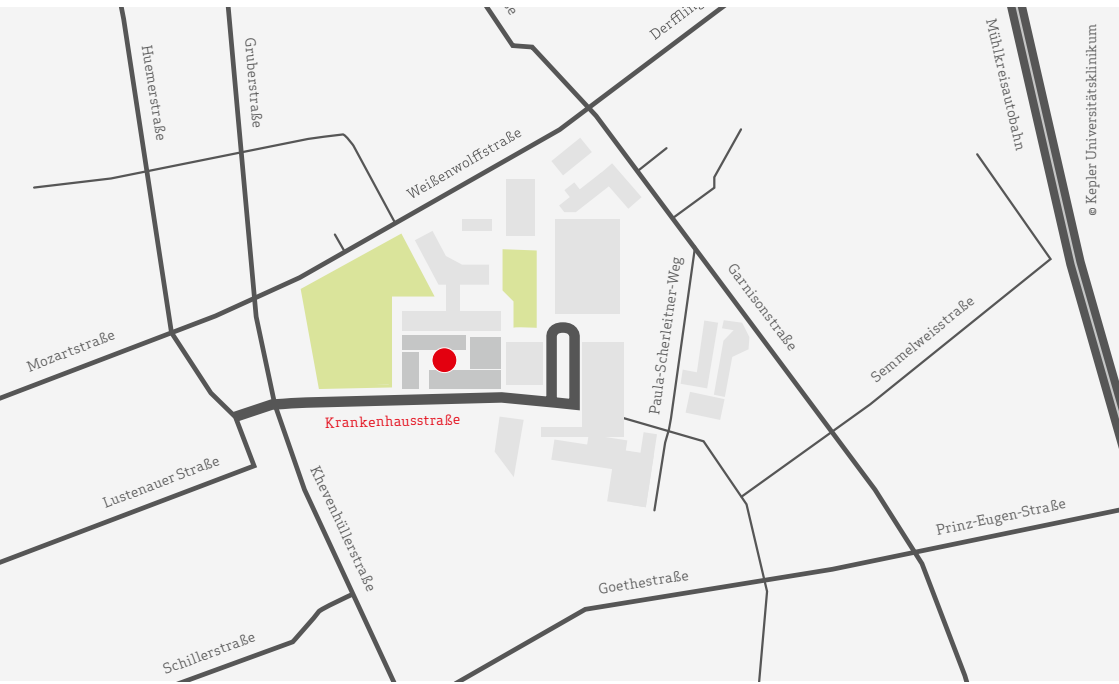 Huemerstraße
Gruberstraße
Weißenwolffstraße
Mühlkreisautobahn
© Kepler Universitätsklinikum
Mozartstraße
Krankenhausstraße
Paula-Scherleitner-Weg
Garnisonstraße
Semmelweisstraße
Lustenauer Straße
Khevenhüllerstraße
Prinz-Eugen-Straße
Goethestraße
Schillerstraße